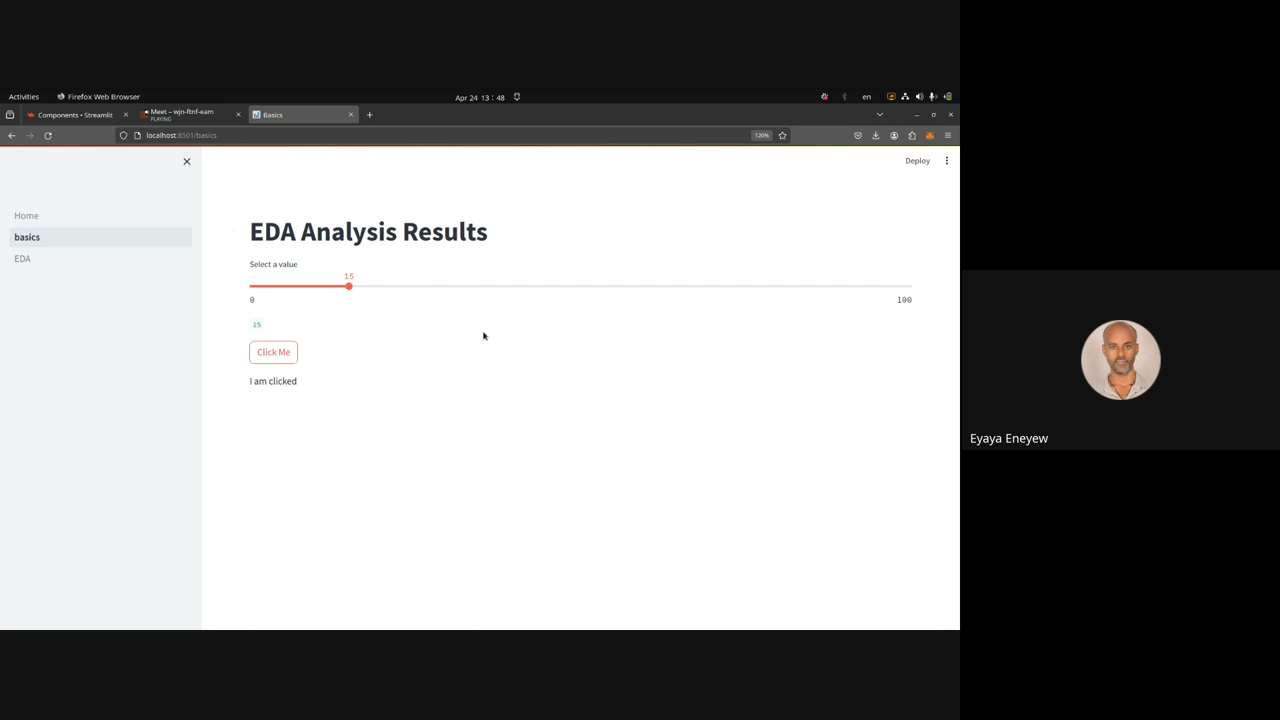 Activities
Firefox Web Browser
Apr 24 13 : 48
en
Components • Streamlit
Meet – wjn-ftnf-eam
PLAYING
Basics
localhost:8501/basics
120%
Deploy
Home
basics
EDA
EDA Analysis Results
Select a value
15
0
100
15
Click Me
I am clicked
Eyaya Eneyew